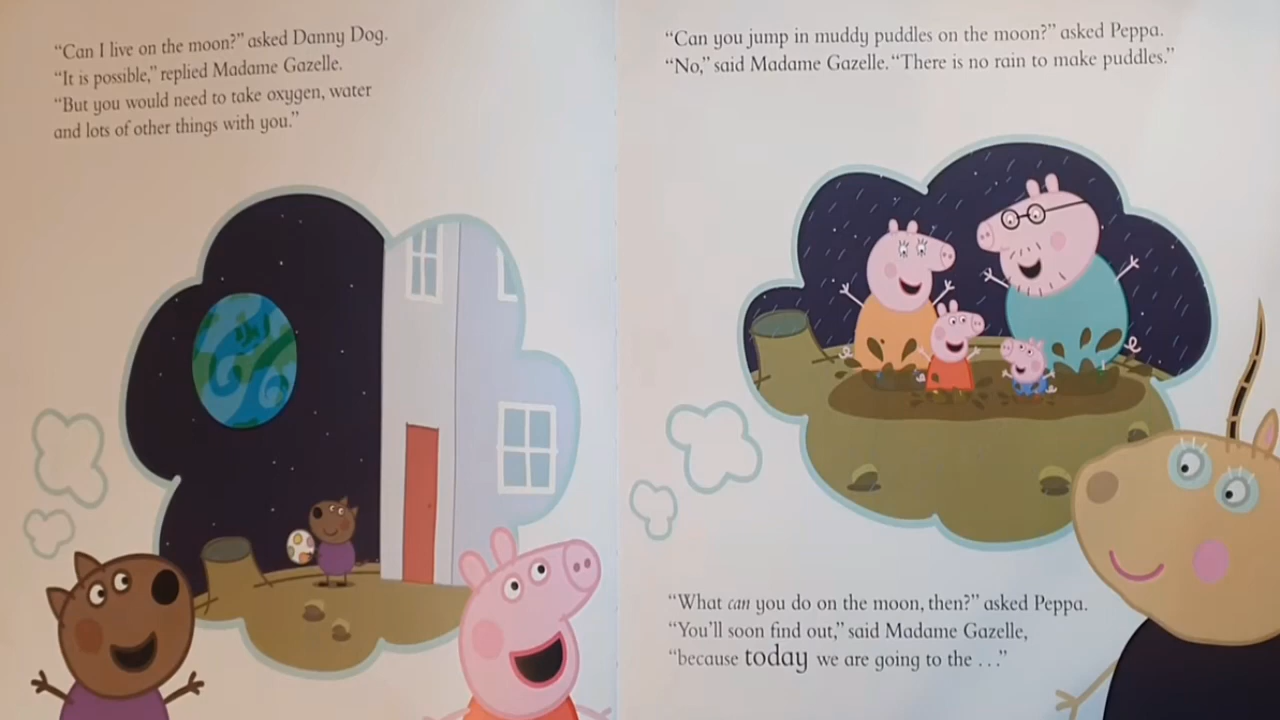 “Can I live on the moon?” asked Danny Dog.
“It is possible,” replied Madame Gazelle.
“But you would need to take oxygen, water
and lots of other things with you.”
“Can you jump in muddy puddles on the moon?” asked Peppa.
“No,” said Madame Gazelle. “There is no rain to make puddles.”
“What can you do on the moon, then?” asked Peppa.
“You’ll soon find out,” said Madame Gazelle,
“because today we are going to the . . .”